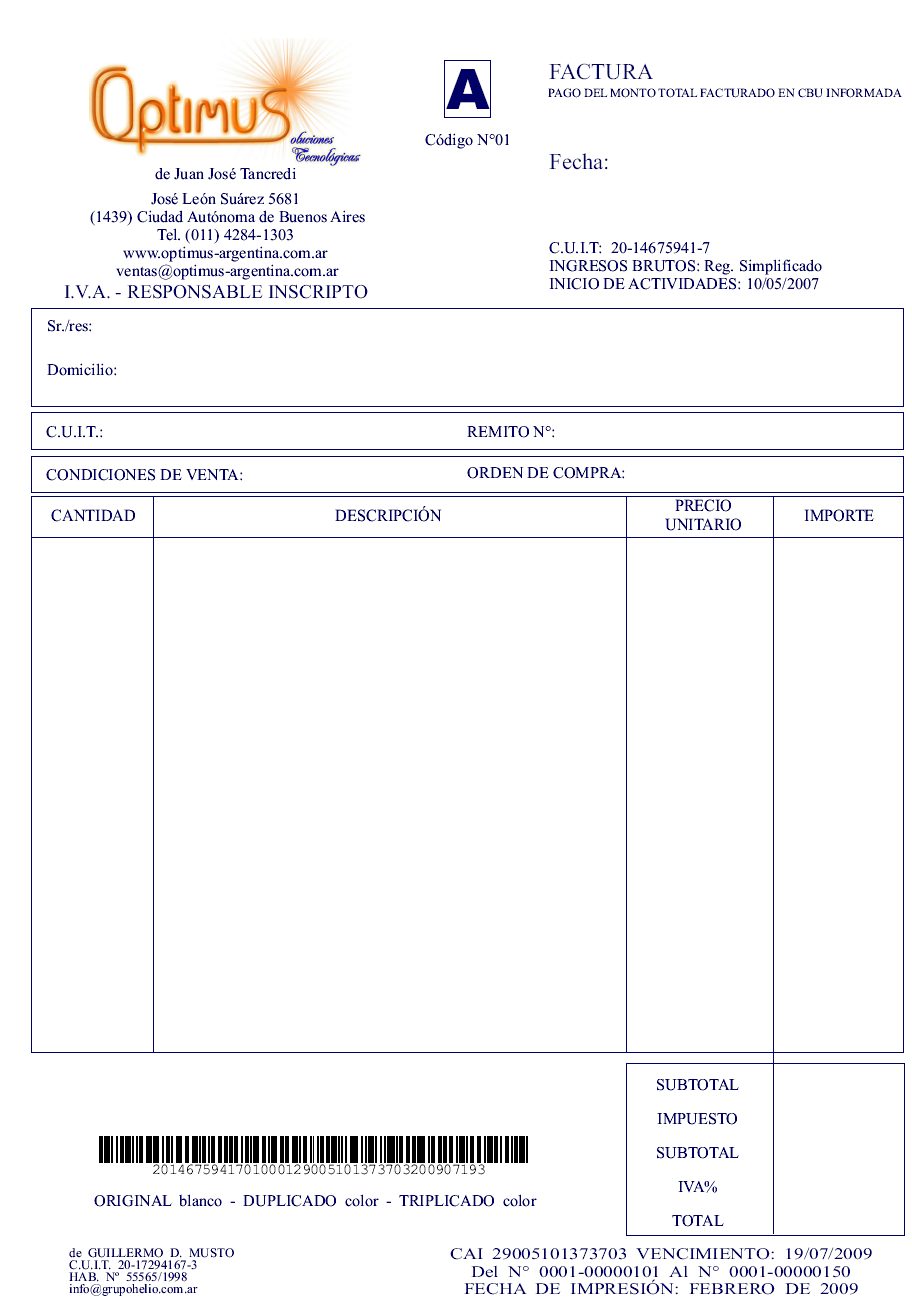 Optimus
Soluciones
Tecnológicas
de Juan José Tancredi
José León Suárez 5681
(1439) Ciudad Autónoma de Buenos Aires
Tel. (011) 4284-1303
www.optimus-argentina.com.ar
ventas@optimus-argentina.com.ar
I.V.A. - RESPONSABLE INSCRIPTO
A
Código N°01
FACTURA
PAGO DEL MONTO TOTAL FACTURADO EN CBU INFORMADA
Fecha:
C.U.I.T: 20-14675941-7
INGRESOS BRUTOS: Reg. Simplificado
INICIO DE ACTIVIDADES: 10/05/2007
Sr./res:
Domicilio:
C.U.I.T.: REMITO N°:
CONDICIONES DE VENTA: ORDEN DE COMPRA:
CANTIDAD DESCRIPCIÓN PRECIO UNITARIO IMPORTE
SUBTOTAL
IMPUESTO
SUBTOTAL
IVA%
TOTAL
2014675941701000129005101373703200907193
ORIGINAL blanco - DUPLICADO color - TRIPLICADO color
de GUILLERMO D. MUSTO
C.U.I.T. 20-17294167-3
HAB. Nº 55565/1998
info@grupohelio.com.ar
CAI 29005101373703 VENCIMIENTO: 19/07/2009
Del N° 0001-00000101 Al N° 0001-00000150
FECHA DE IMPRESIÓN: FEBRERO DE 2009